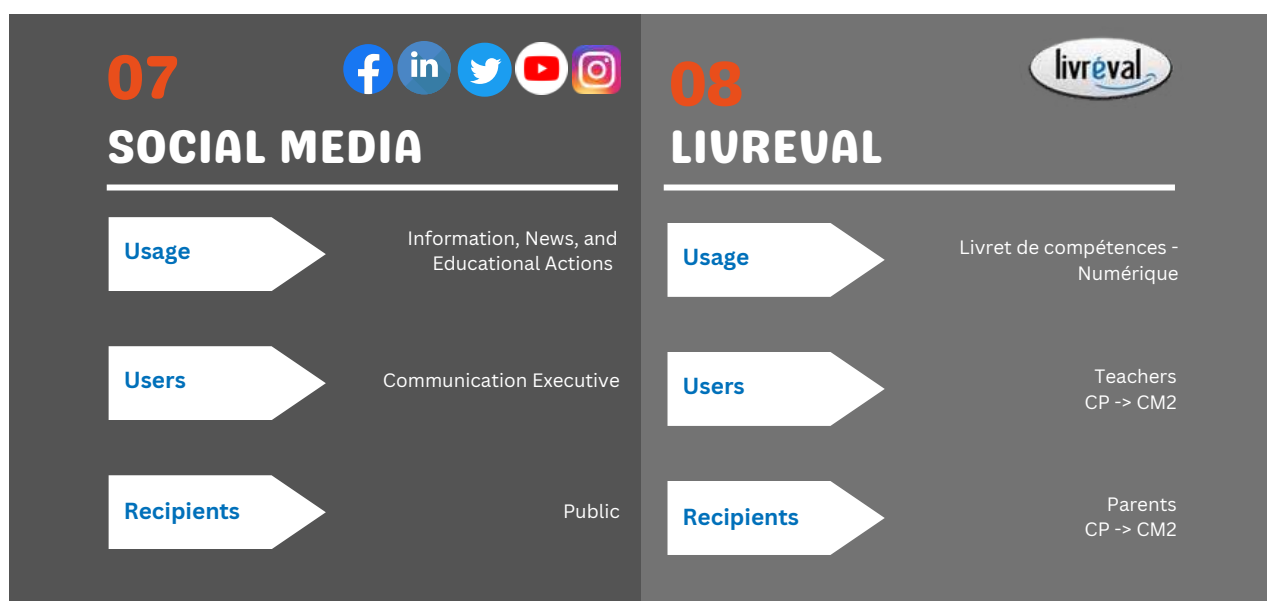 07
in
SOCIAL MEDIA
Usage
Information, News, and
Educational Actions
Users
Communication Executive
Recipients
Public
08
livréval
LIVREVAL
Usage
Livret de compétences -
Numérique
Users
Teachers
CP -> CM2
Recipients
Parents
CP -> CM2